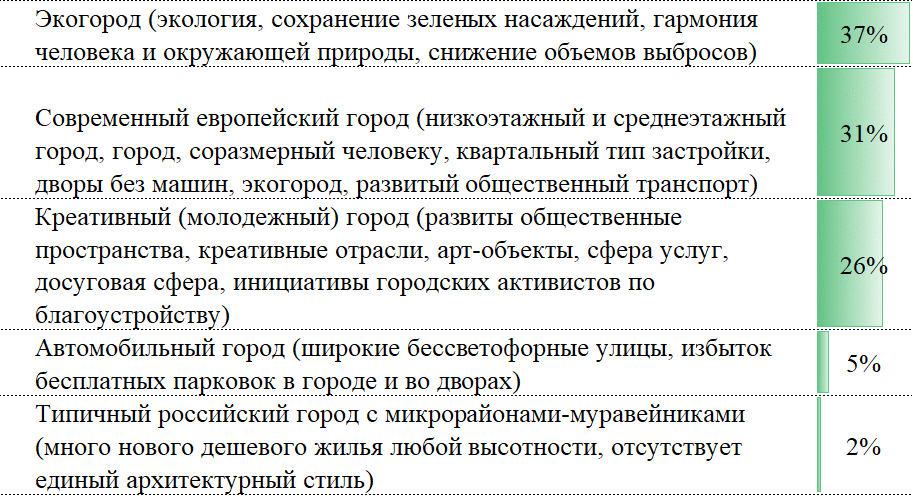 Экогород (экология, сохранение зеленых насаждений, гармония
человека и окружающей природы, снижение объемов выбросов)
37%
Современный европейский город (низкоэтажный и среднеэтажный
город, город, соразмерный человеку, квартальный тип застройки,
дворы без машин, экогород, развитый общественный транспорт)
31%
Креативный (молодежный) город (развиты общественные
пространства, креативные отрасли, арт-объекты, сфера услуг,
досуговая сфера, инициативы городских активистов по
благоустройству)
26%
Автомобильный город (широкие бессветофорные улицы, избыток
бесплатных парковок в городе и во дворах)
5%
Типичный российский город с микрорайонами-муравейниками
(много нового дешевого жилья любой высотности, отсутствует
единый архитектурный стиль)
2%